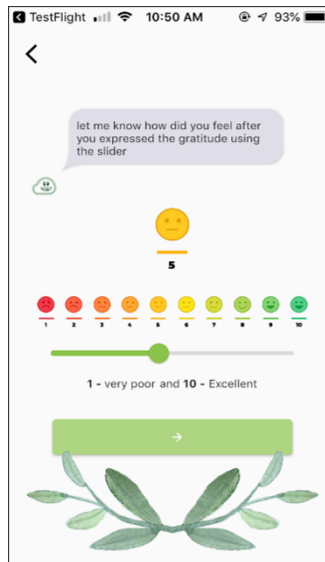 TestFlight 10:50 AM 93%
let me know how did you feel after
you expressed the gratitude using
the slider
5
1 2 3 4 5 6 7 8 9 10
1 - very poor and 10 - Excellent